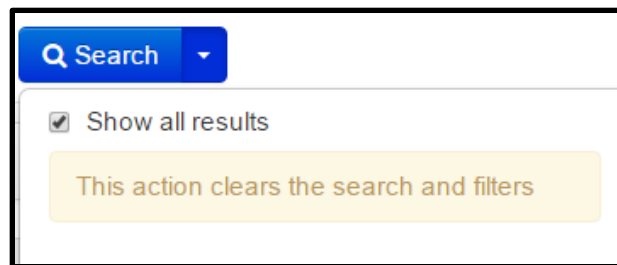 Search
Show all results
This action clears the search and filters